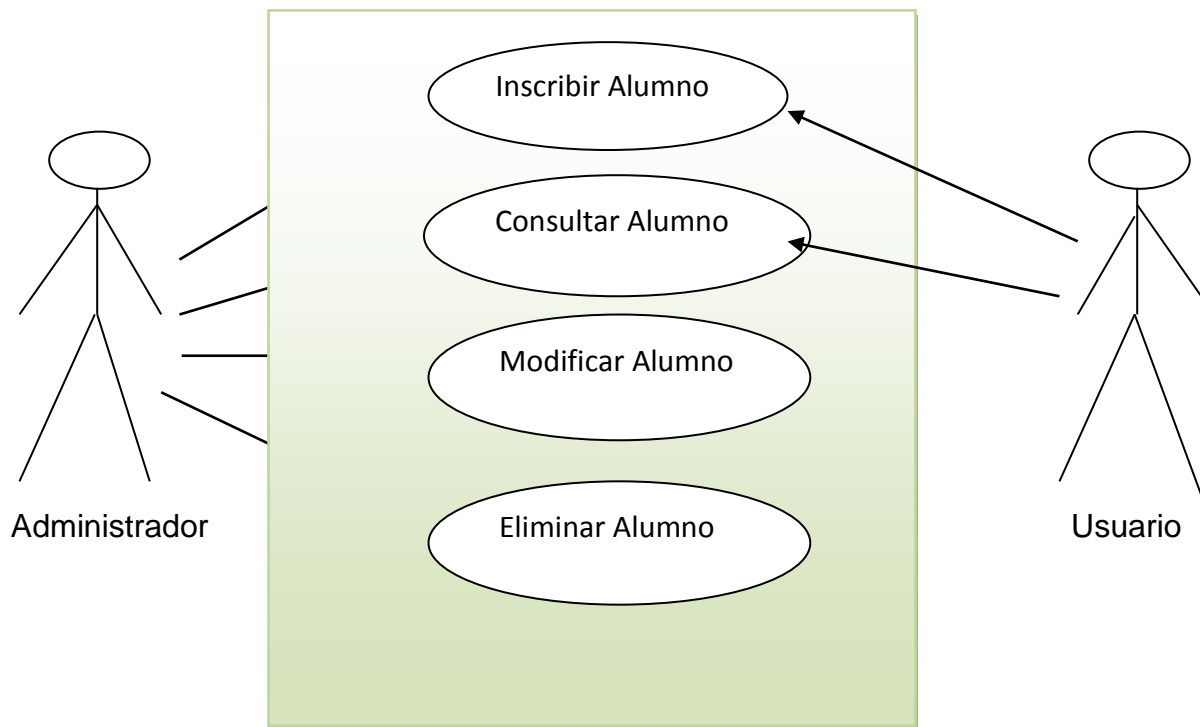 Inscribir Alumno
Consultar Alumno
Modificar Alumno
Eliminar Alumno
Administrador
Usuario